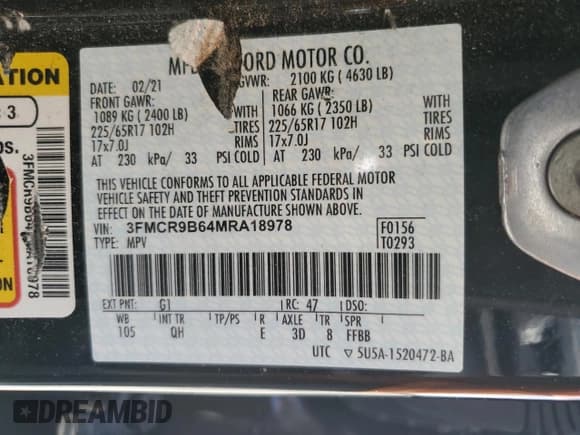 ATION
3
OS.
MFD FORD MOTOR CO.
02/21 GVWR: 2100 KG ( 4630 LB)
FRONT GAWR: REAR GAWR:
1089 KG ( 2400 LB) 1066 KG ( 2350 LB)
225/65R17 102H TIRES 225/65R17 102H TIRES
17x7.0J RIMS 17x7.0J RIMS
AT 230 kPa/ 33 PSI COLD AT 230 kPa/ 33 PSI COLD
THIS VEHICLE CONFORMS TO ALL APPLICABLE FEDERAL MOTOR
VEHICLE SAFETY AND THEFT PREVENTION STANDARDS IN
EFFECT ON THE DATE OF MANUFACTURE SHOWN ABOVE.
VIN: 3FMCR9B64MRA18978 F0156
TYPE: MPV T0293
EXT PNT: G1 RC: 47 DSO:
WB INT TR TP/PS R AXLE TR SPR
105 QH E 3D 8 FFBB
UTC ▽ 5U5A-1520472-BA
DREAMBID